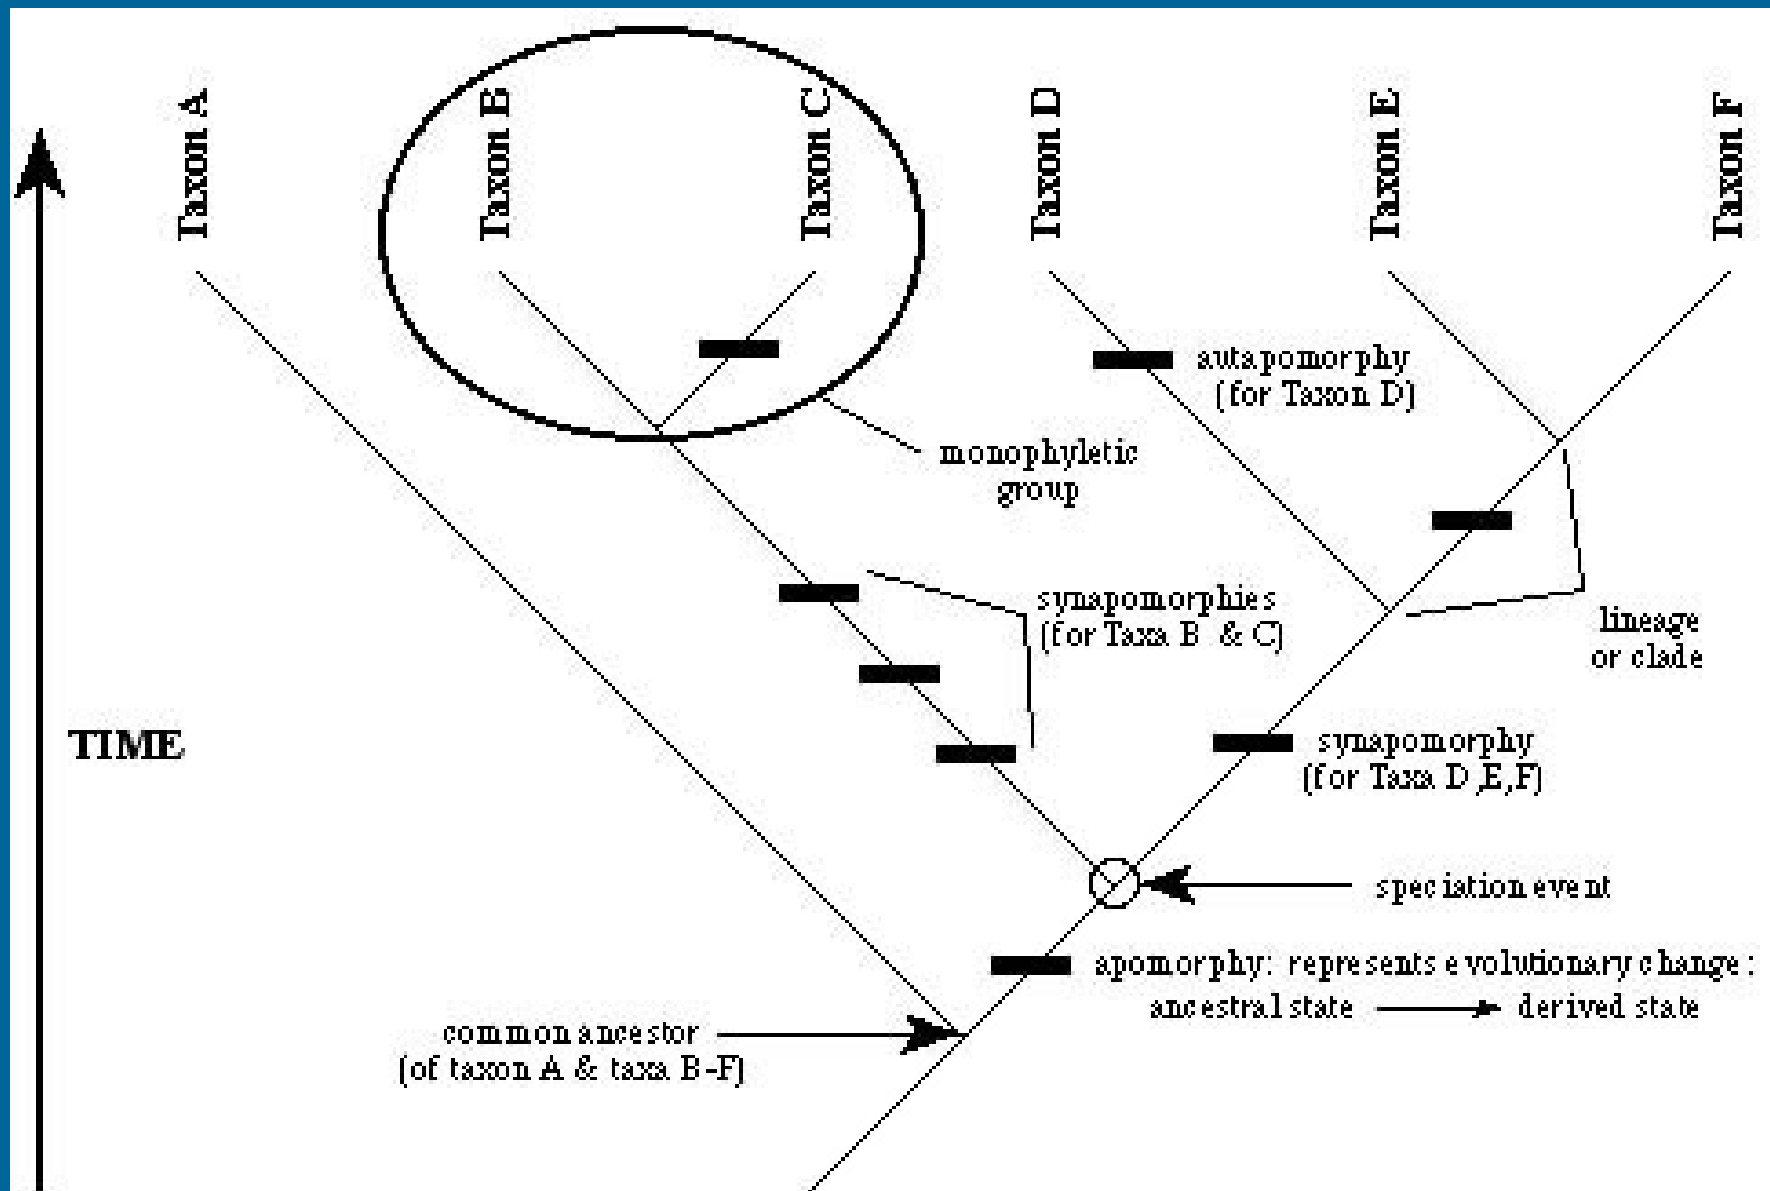 Taxon A
Taxon B
Taxon C
Taxon D
Taxon E
Taxon F
autapomorphy
(for Taxon D)
monophyletic
group
synapomorphies
(for Taxa B & C)
lineage
or clade
TIME
synapomorphy
(for Taxa D,E,F)
speciation event
apomorphy: represents evolutionary change:
ancestral state
derived state
common ancestor
(of taxon A & taxa B-F)